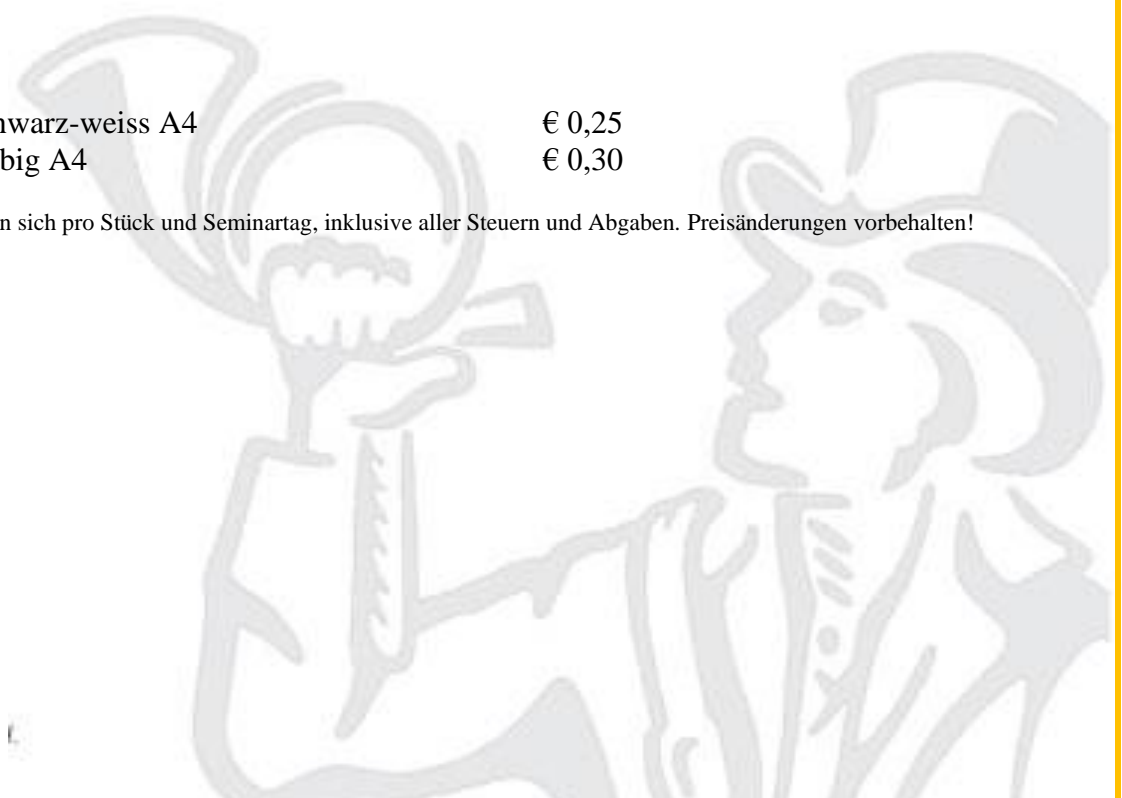 hwarz-weiss A4 € 0,25
big A4 € 0,30
n sich pro Stück und Seminartag, inklusive aller Steuern und Abgaben. Preisänderungen vorbehalten!